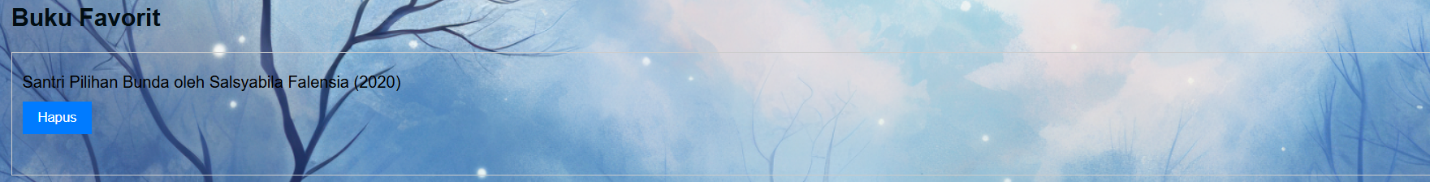 Buku Favorit
Santri Pilihan Bunda oleh Salsyabila Falensia (2020)
Hapus